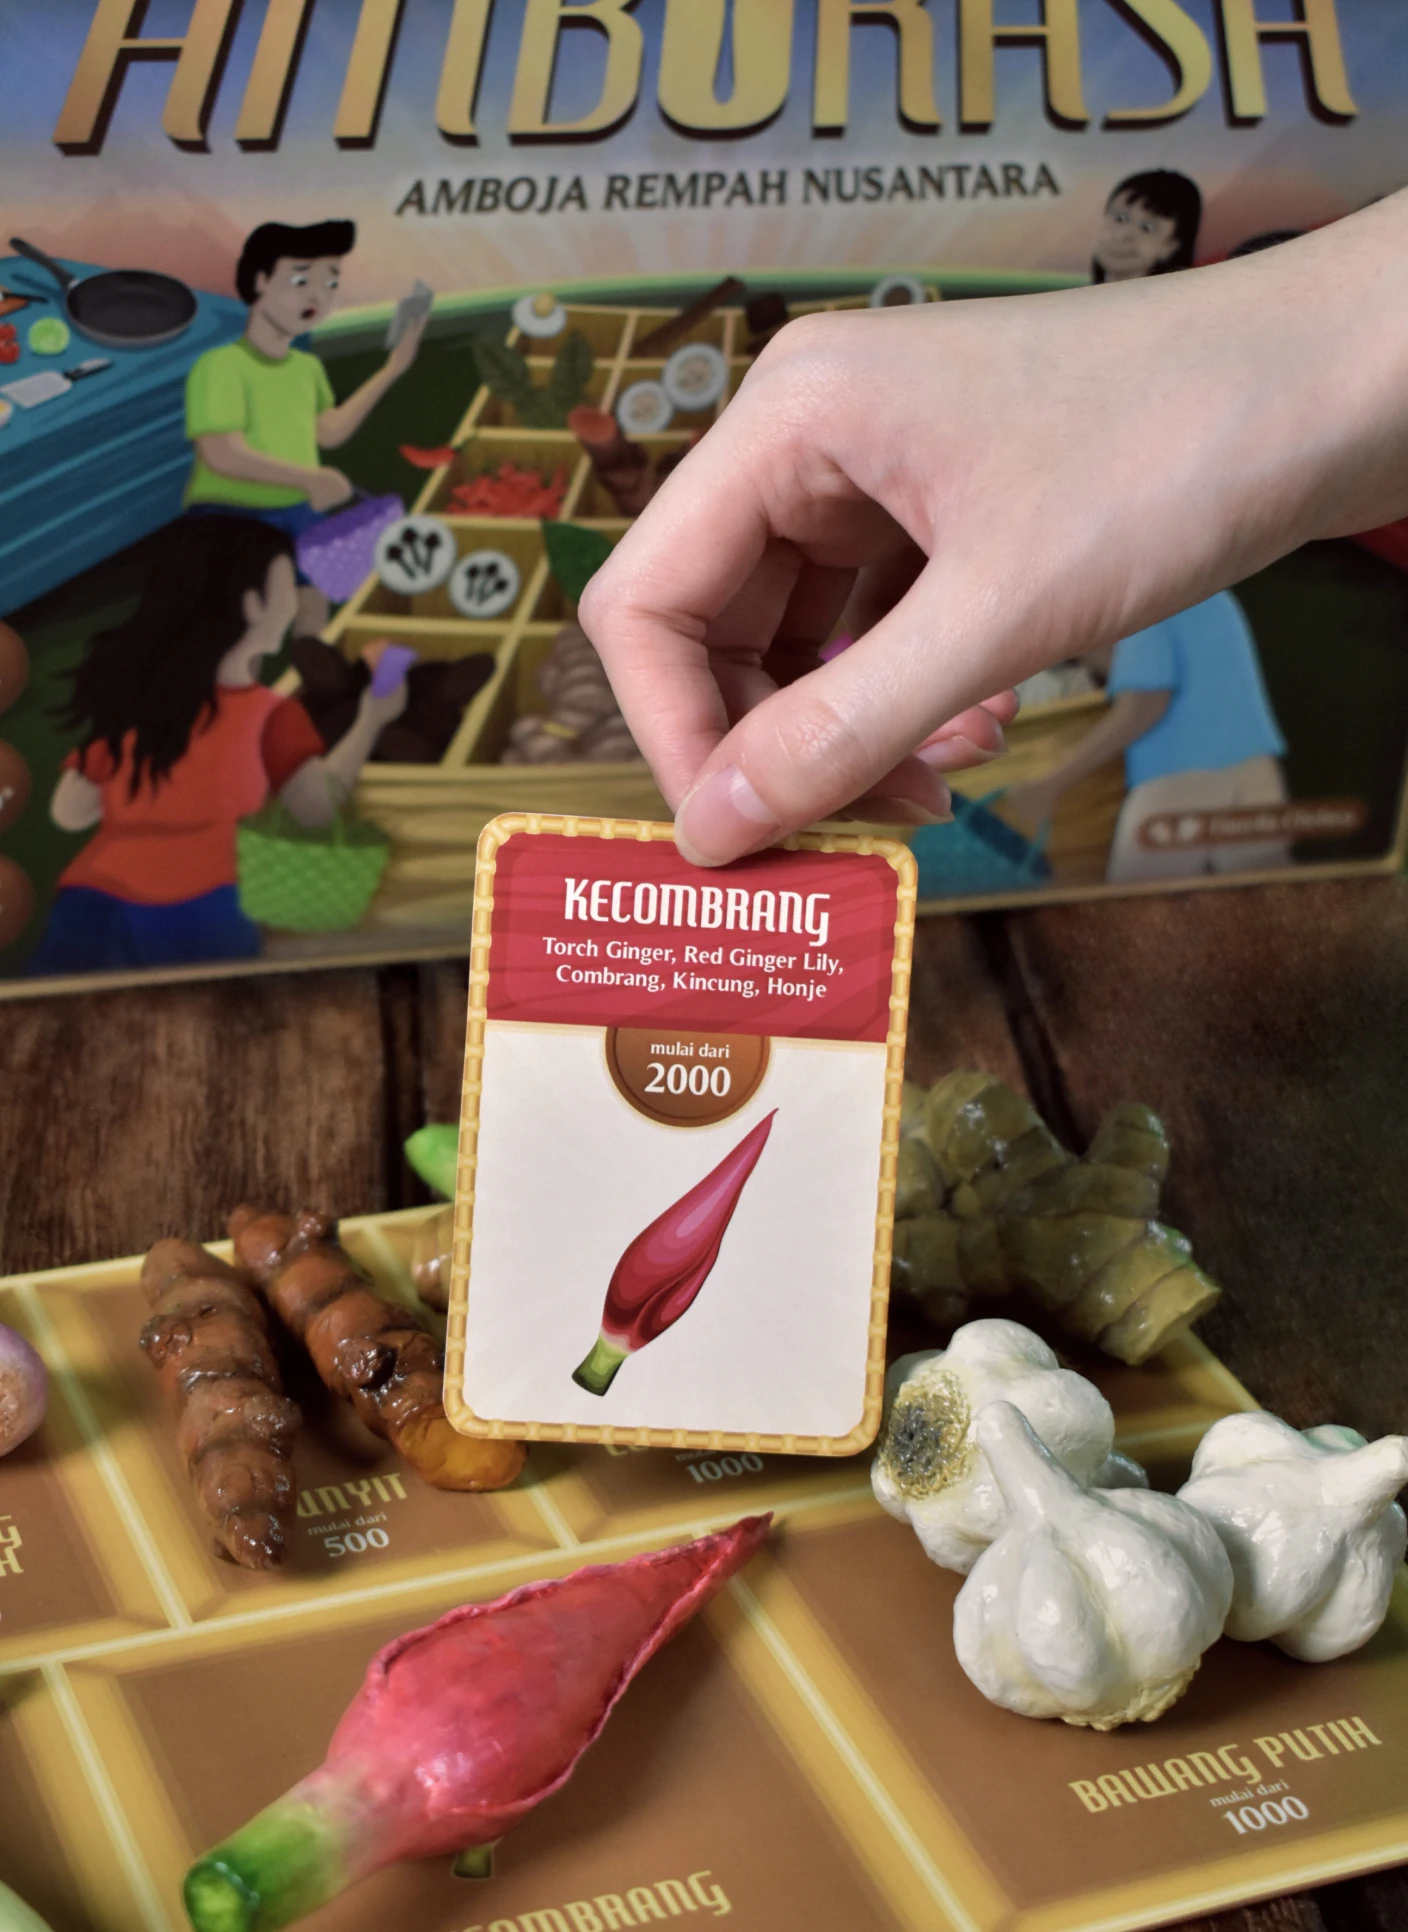 AMBURASA
AMBOJA REMPAH NUSANTARA
KECOMBRANG
Torch Ginger, Red Ginger Lily,
Combrang, Kincung, Honje
mulai dari
2000
1000
UNYIT
mulai dari
500
BAWANG PUTIH
mulai dari
1000
OMBRANG